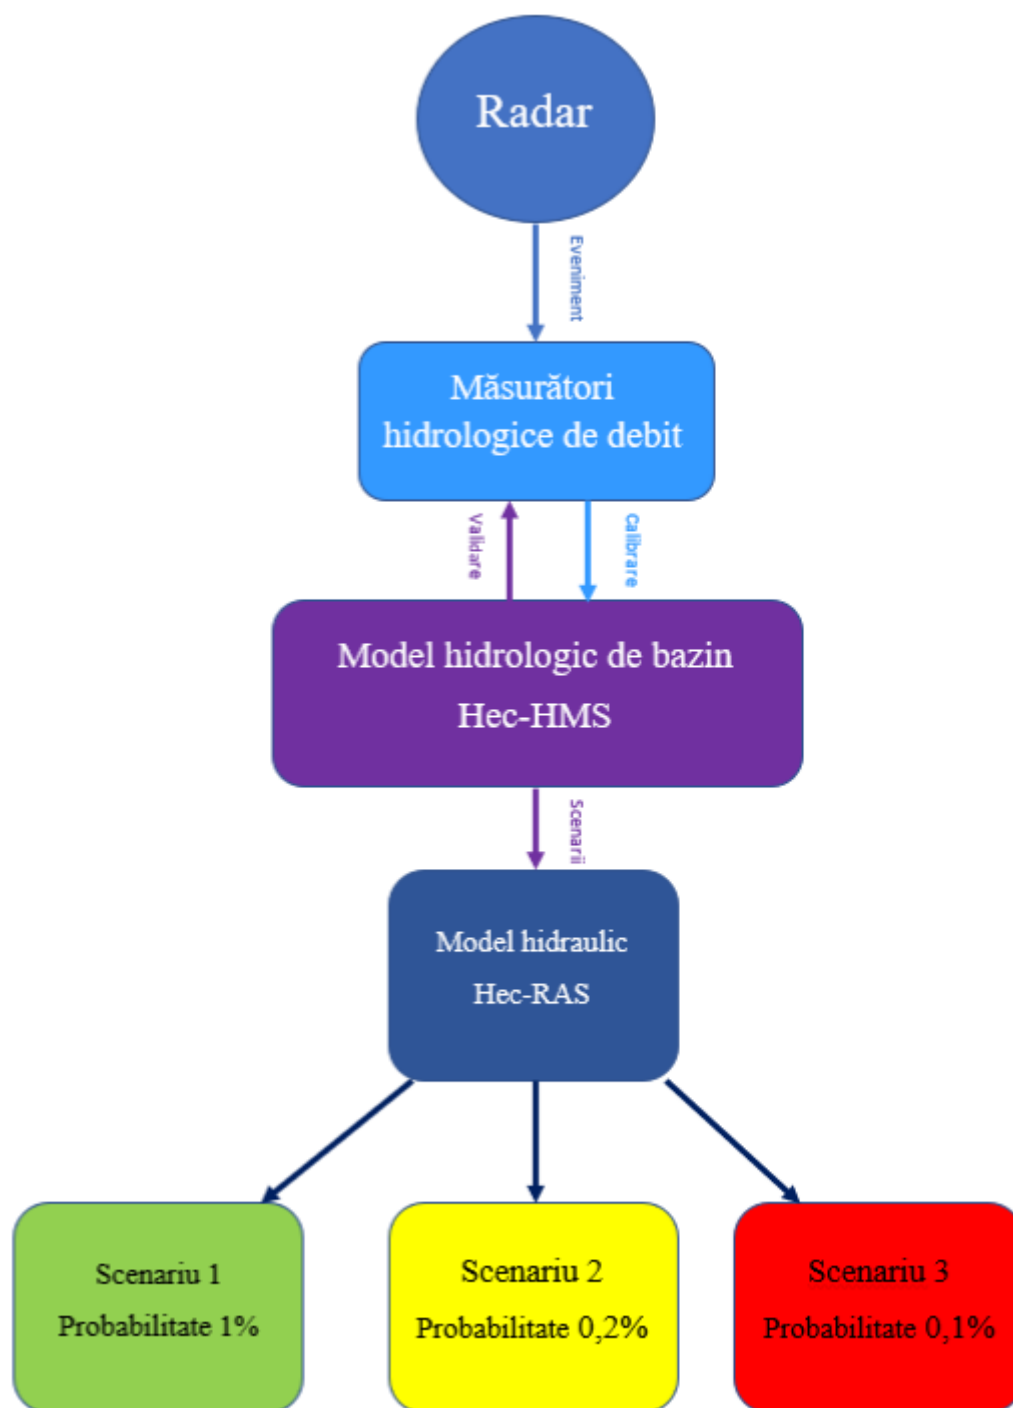 Radar
Eveniment
Măsurători
hidrologice de debit
Validare
Calibrare
Model hidrologic de bazin
Hec-HMS
Scenarii
Model hidraulic
Hec-RAS
Scenariu 1
Probabilitate 1%
Scenariu 2
Probabilitate 0,2%
Scenariu 3
Probabilitate 0,1%